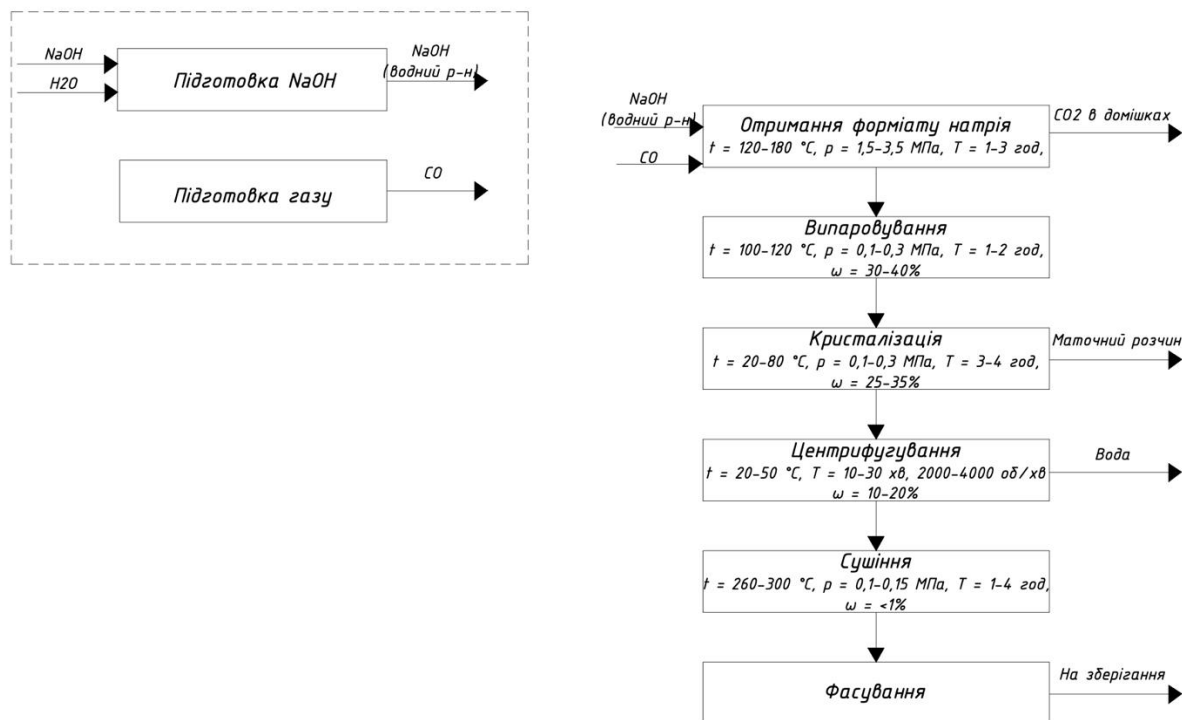 NaOH
H2O
Підготовка NaOH
NaOH
(водний р-н)
Підготовка газу
CO
NaOH
(водний р-н)
CO
Отримання форміату натрія
t = 120-180 °C, p = 1,5-3,5 МПа, T = 1-3 год,
CO2 в домішках
Випаровування
t = 100-120 °C, p = 0,1-0,3 МПа, T = 1-2 год,
ω = 30-40%
Кристалізація
t = 20-80 °C, p = 0,1-0,3 МПа, T = 3-4 год,
ω = 25-35%
Маточний розчин
Центрифугування
t = 20-50 °C, T = 10-30 хв, 2000-4000 об/хв
ω = 10-20%
Вода
Сушіння
t = 260-300 °C, p = 0,1-0,15 МПа, T = 1-4 год,
ω = <1%
Фасування
На зберігання